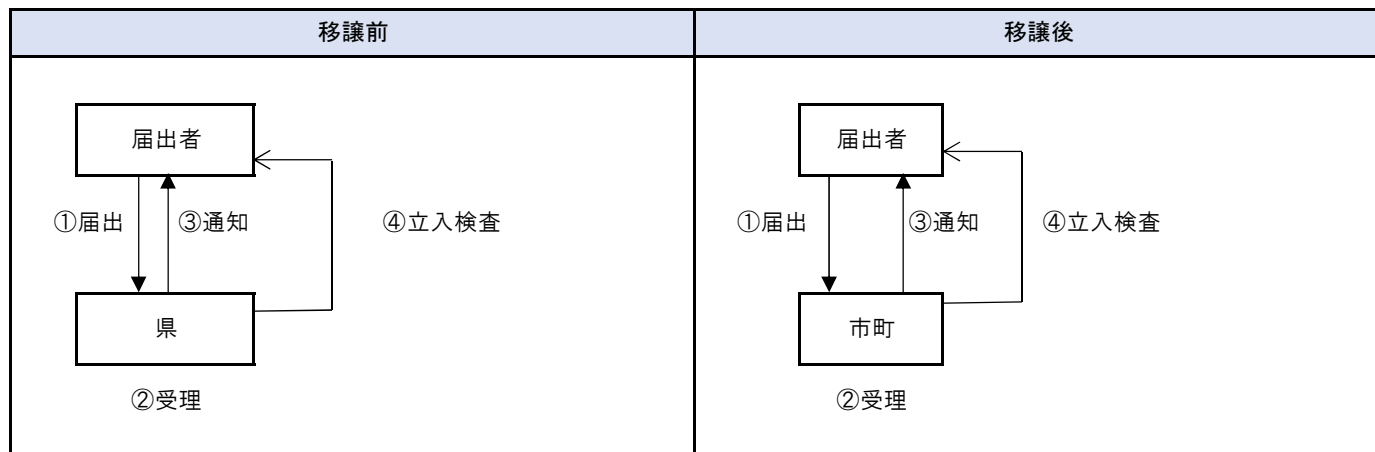 移譲前
届出者
①届出
③通知
④立入検査
県
②受理
移譲後
届出者
①届出
③通知
④立入検査
市町
②受理